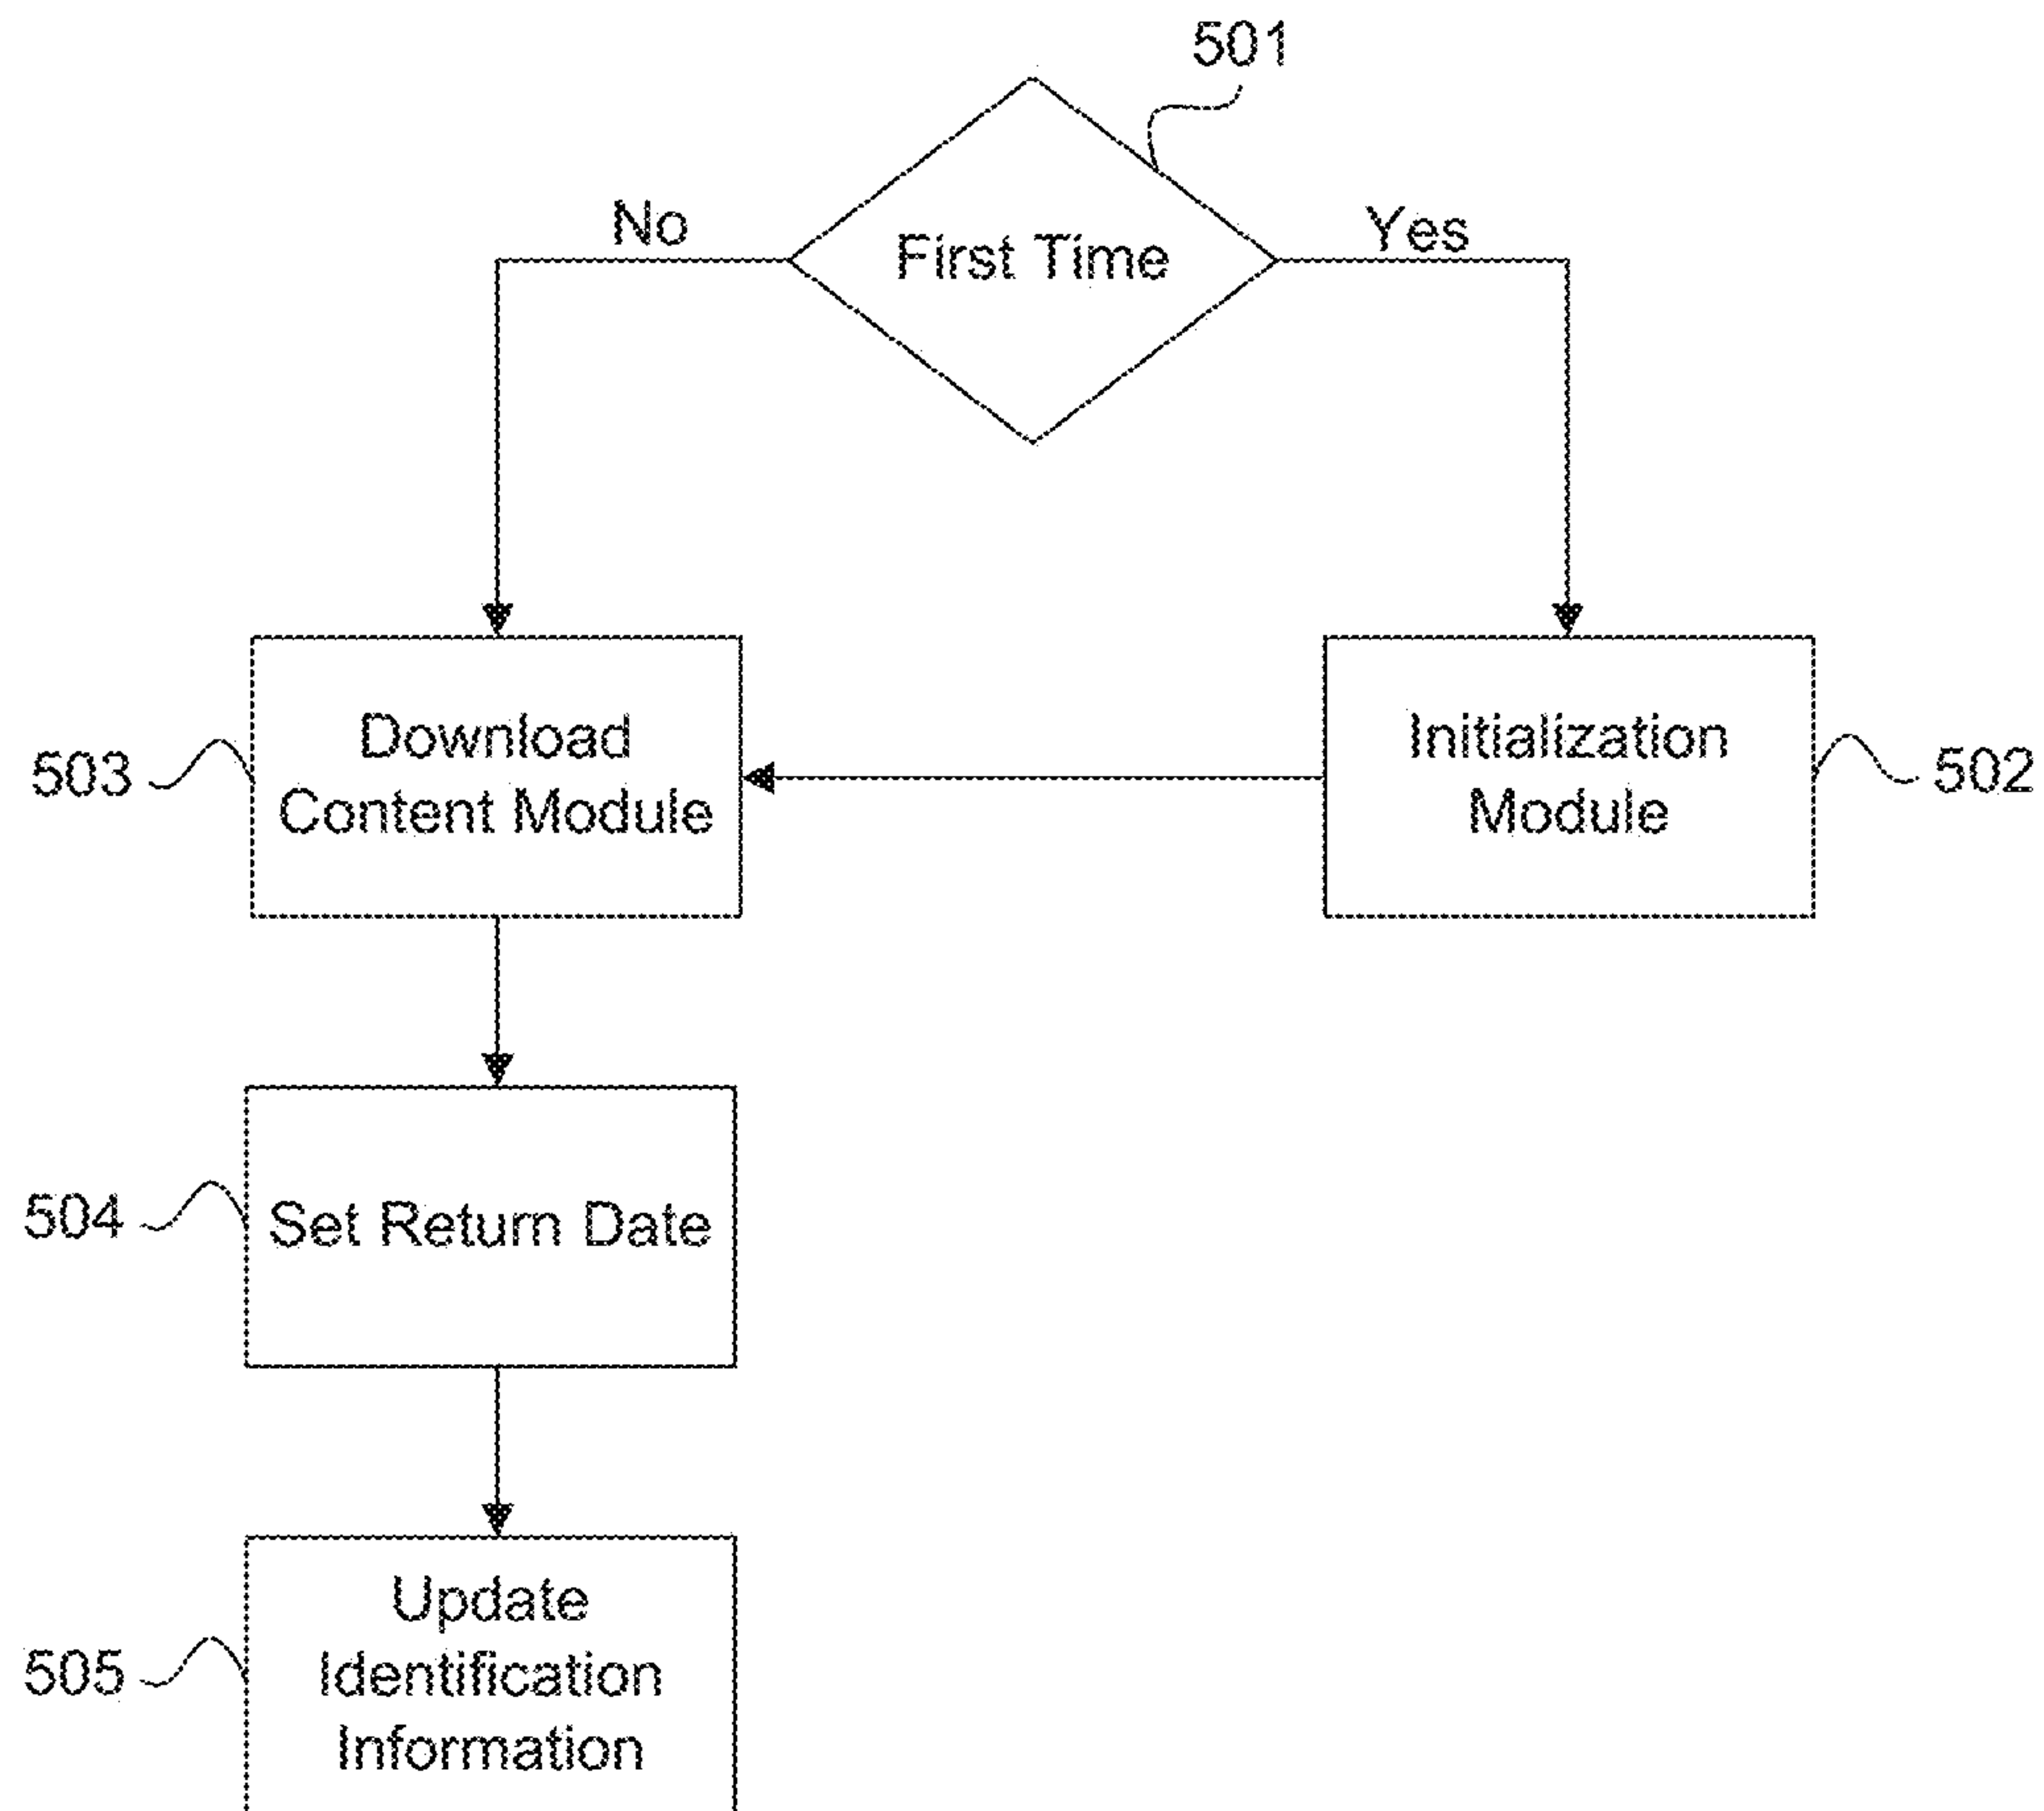 501
No
First Time
Yes
503
Download
Content Module
Initialization
Module
502
504
Set Return Date
505
Update
Identification
Information